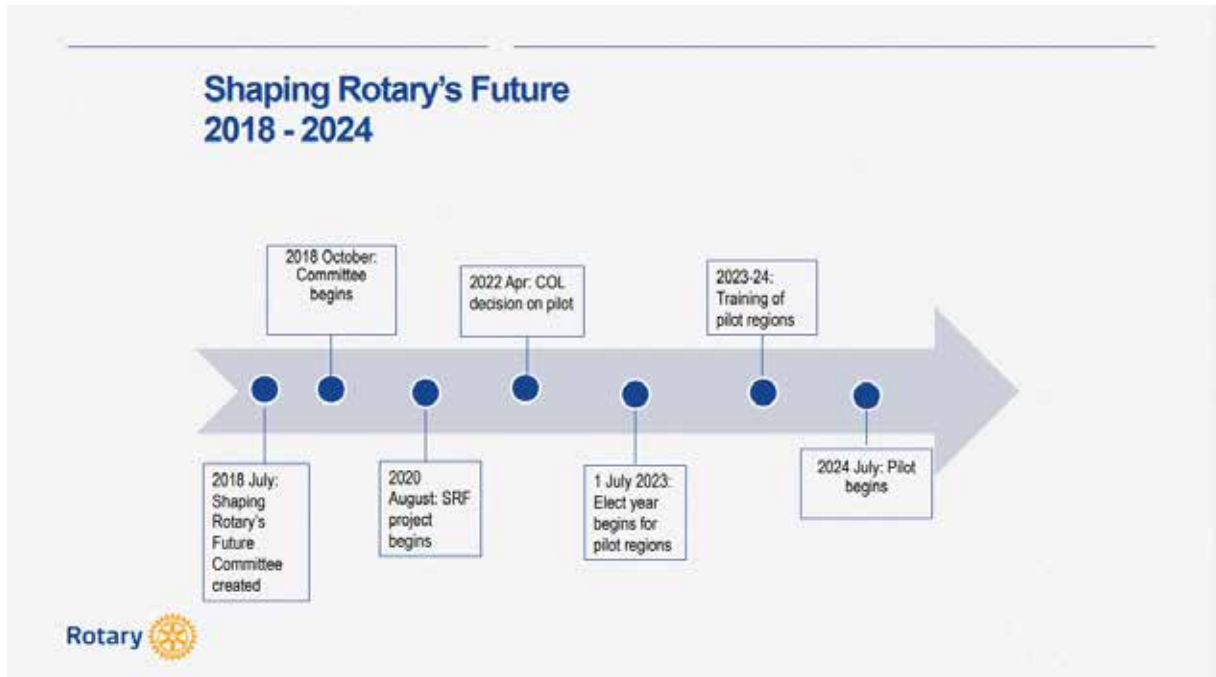 Shaping Rotary's Future
2018 - 2024
2018 October:
Committee
begins
2022 Apr: COL
decision on pilot
2023-24:
Training of
pilot regions
2018 July:
Shaping
Rotary's
Future
Committee
created
2020
August: SRF
project
begins
1 July 2023:
Elect year
begins for
pilot regions
2024 July: Pilot
begins
Rotary